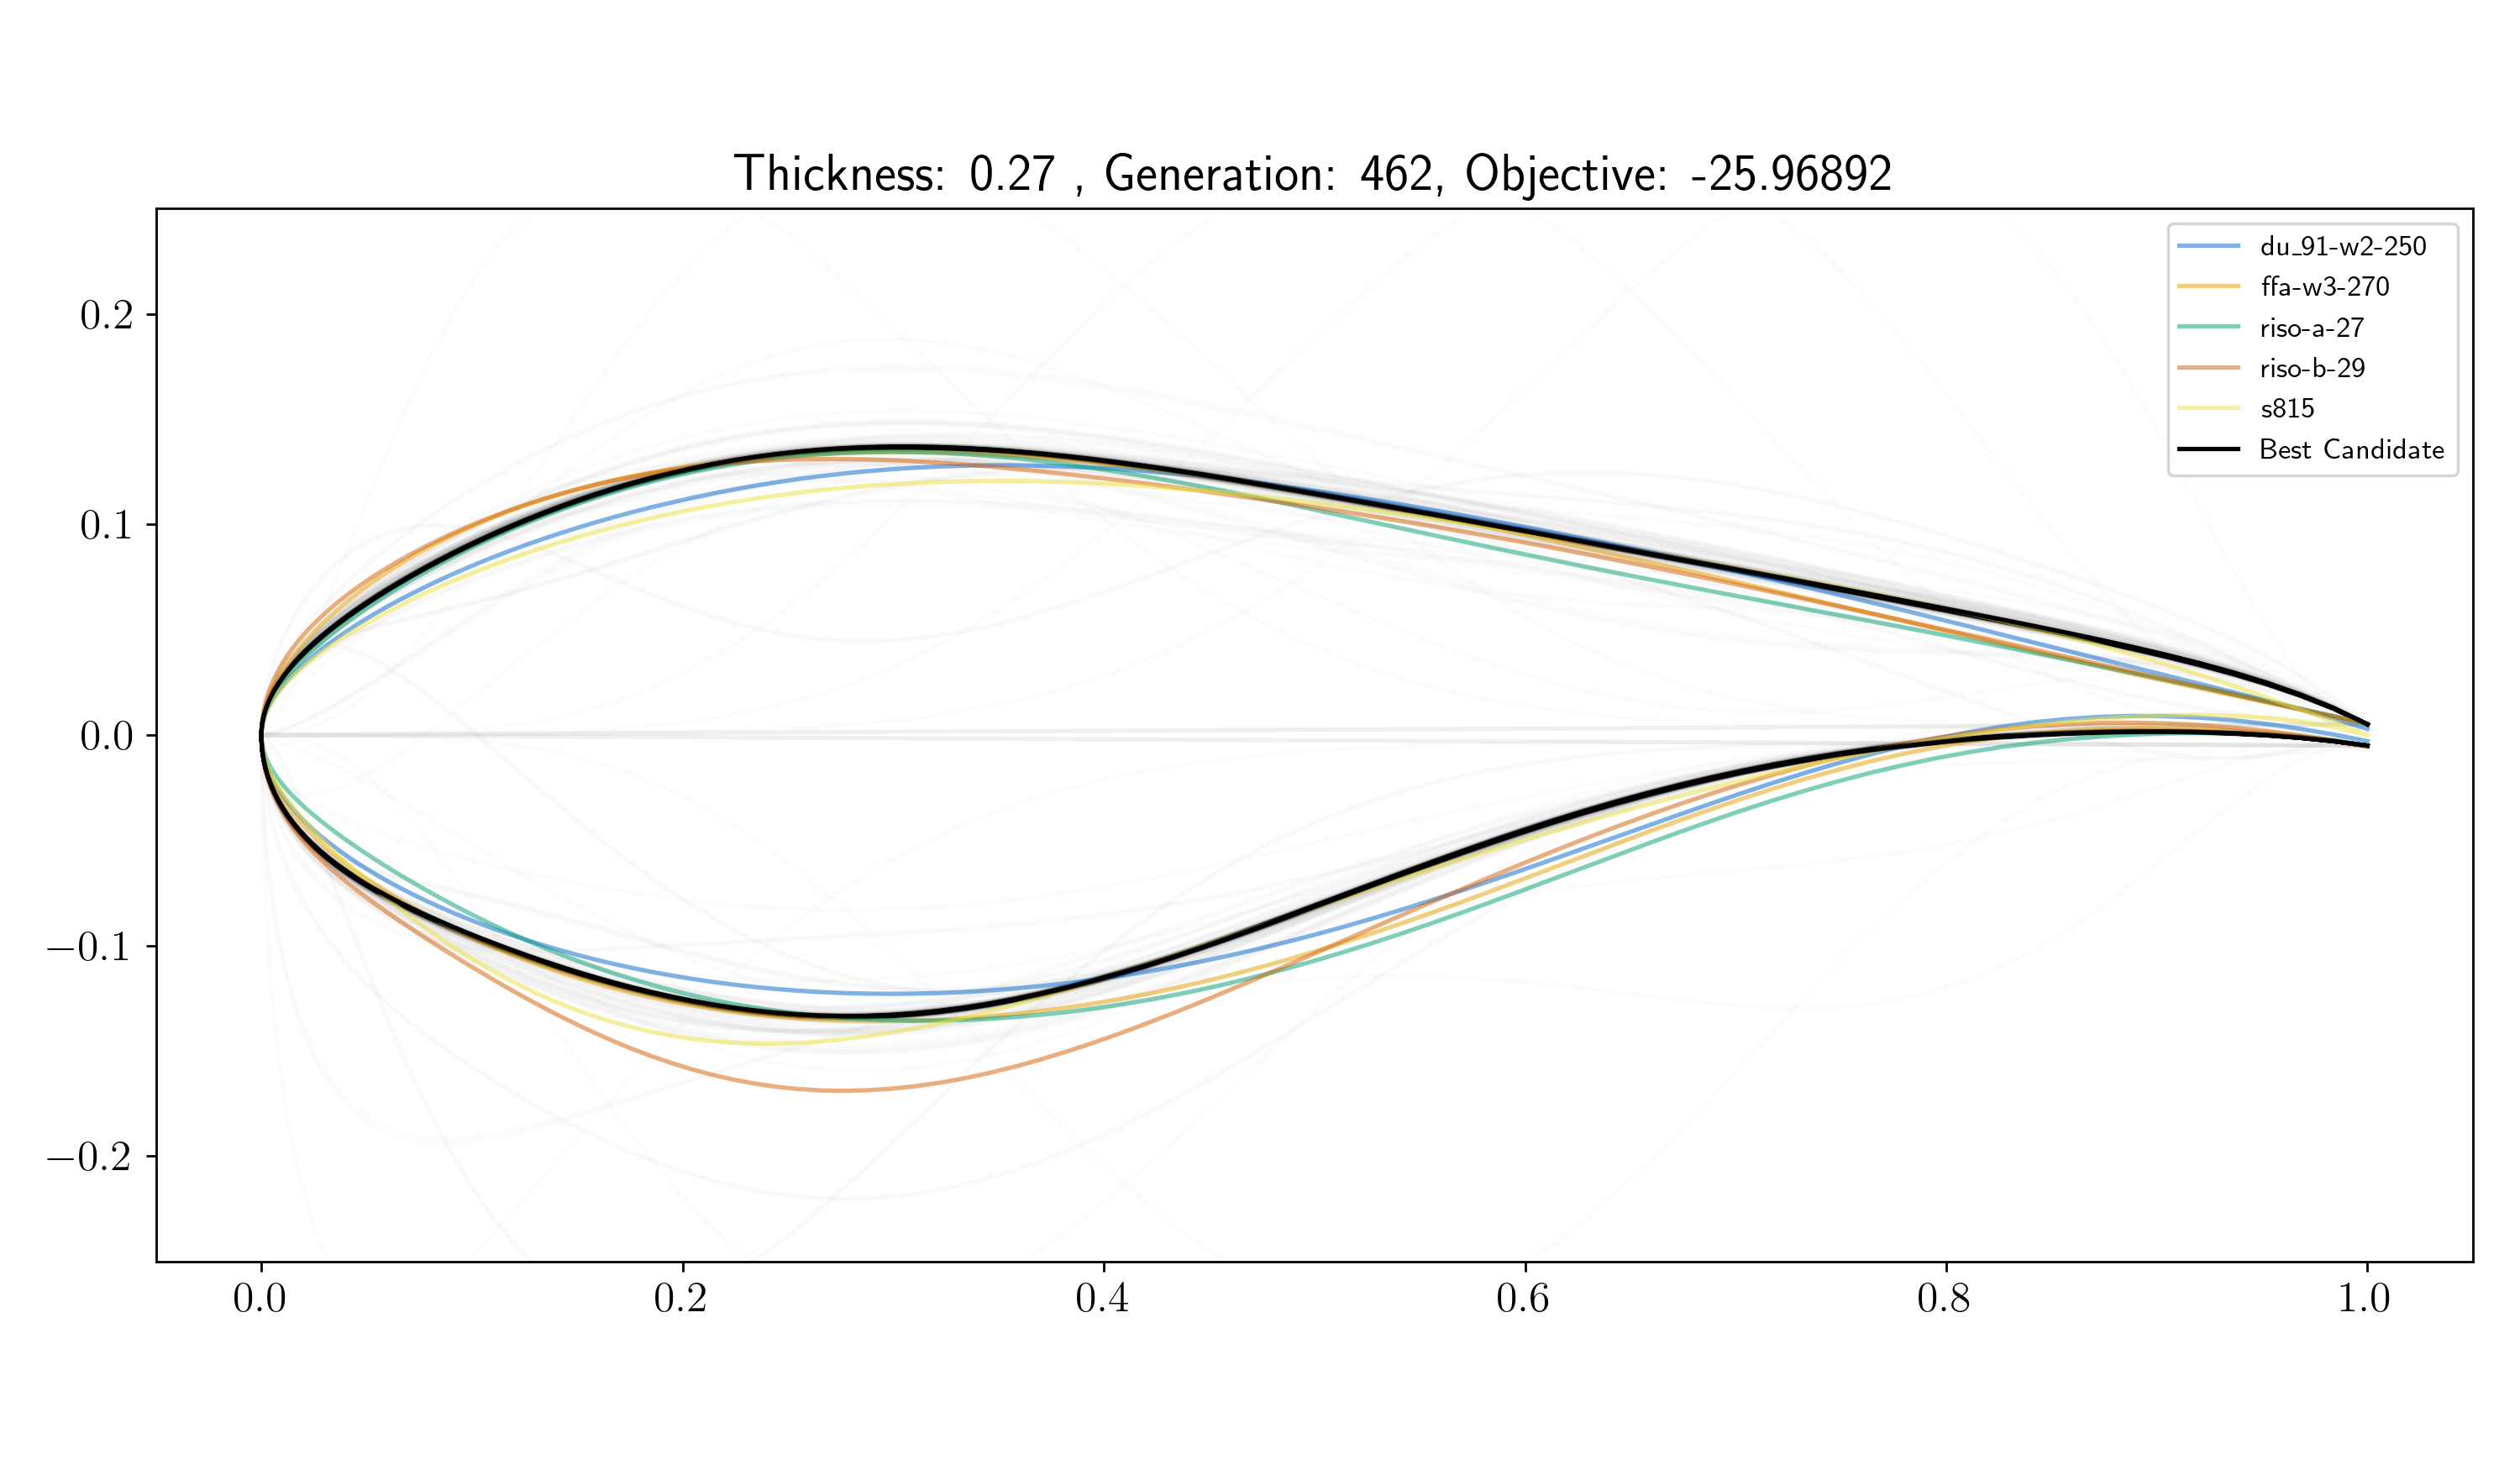 Thickness: 0.27 , Generation: 462, Objective: -25.96892
du_91-w2-250
ffa-w3-270
riso-a-27
riso-b-29
s815
Best Candidate
0.2
0.1
0.0
−0.1
−0.2
0.0 0.2 0.4 0.6 0.8 1.0